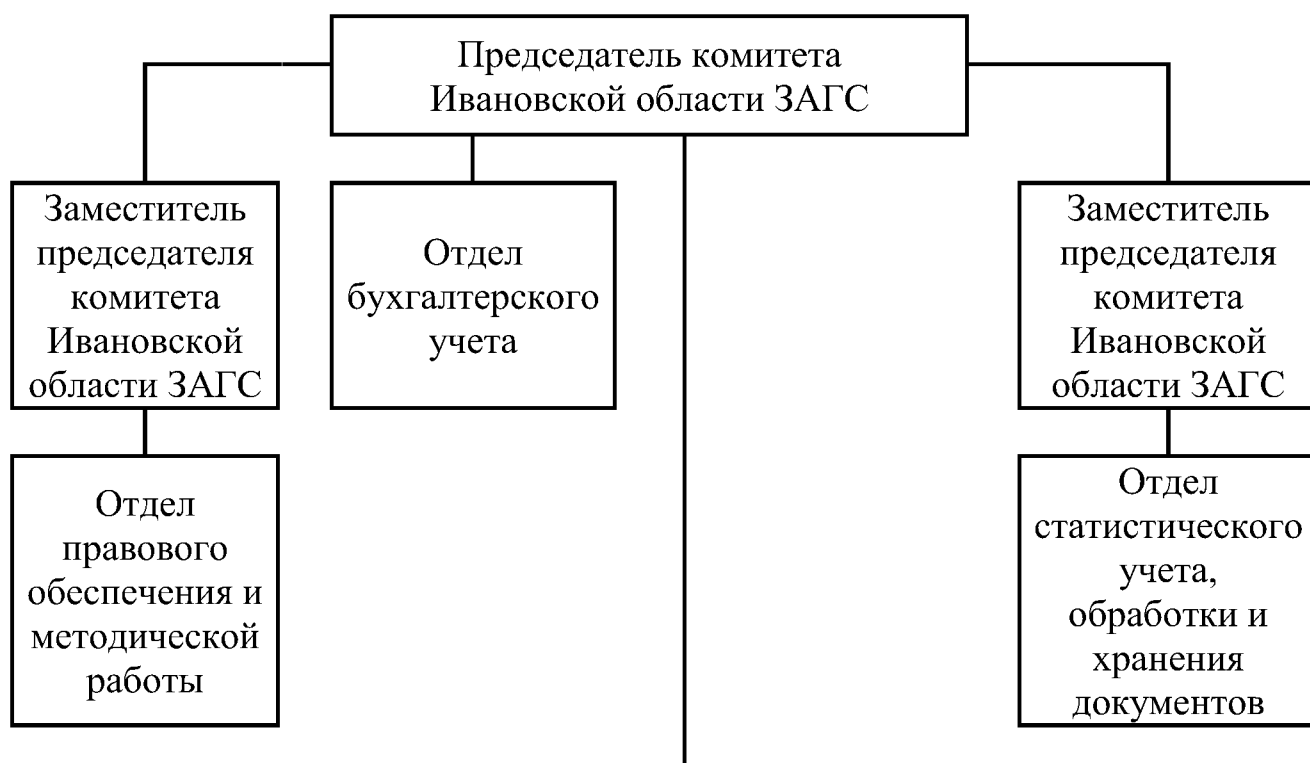 Председатель комитета
Ивановской области ЗАГС
Заместитель
председателя
комитета
Ивановской
области ЗАГС
Отдел
бухгалтерского
учета
Заместитель
председателя
комитета
Ивановской
области ЗАГС
Отдел
правового
обеспечения и
методической
работы
Отдел
статистического
учета,
обработки и
хранения
документов